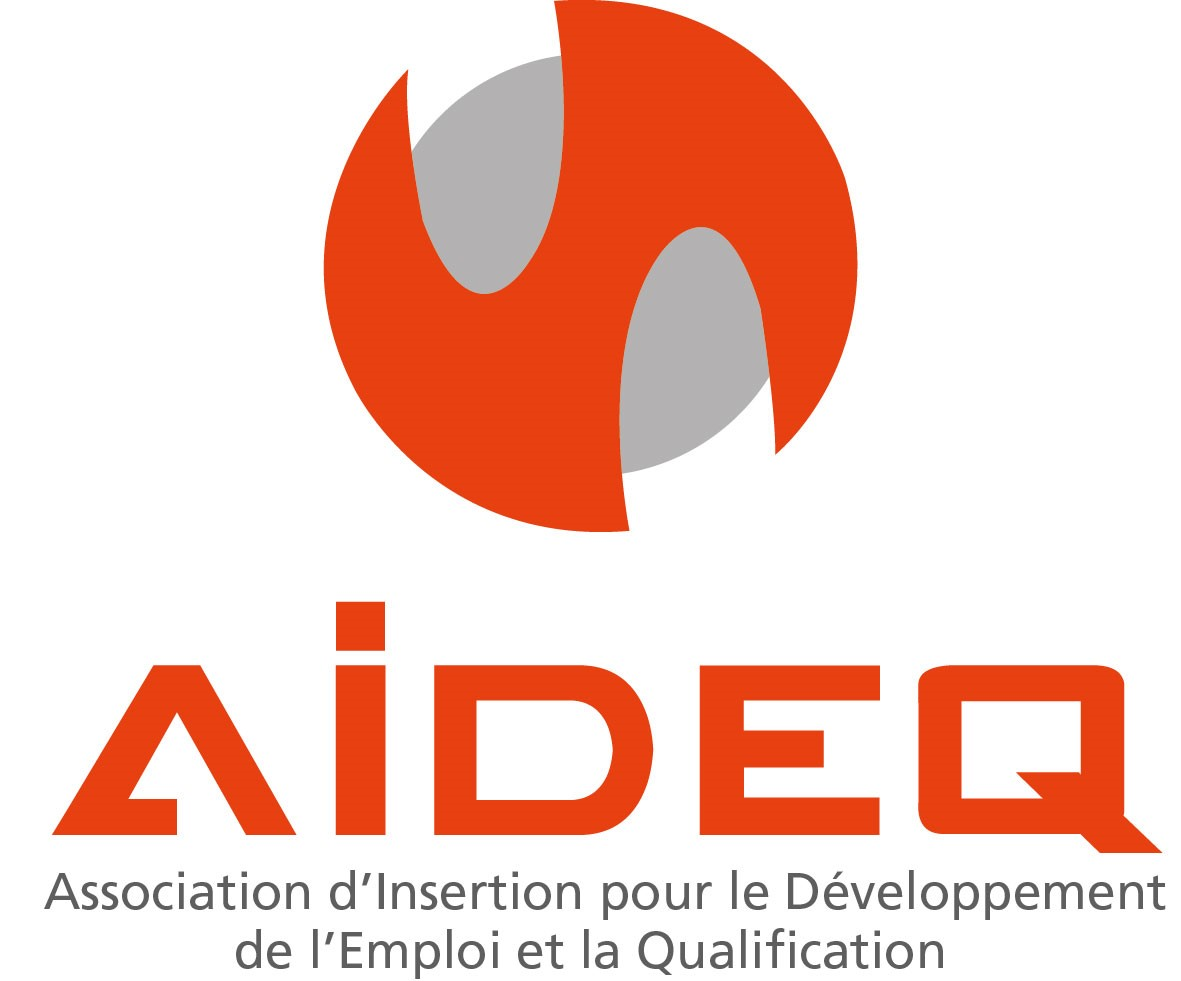 AiDEQ
Association d’Insertion pour le Développement
de l’Emploi et la Qualification